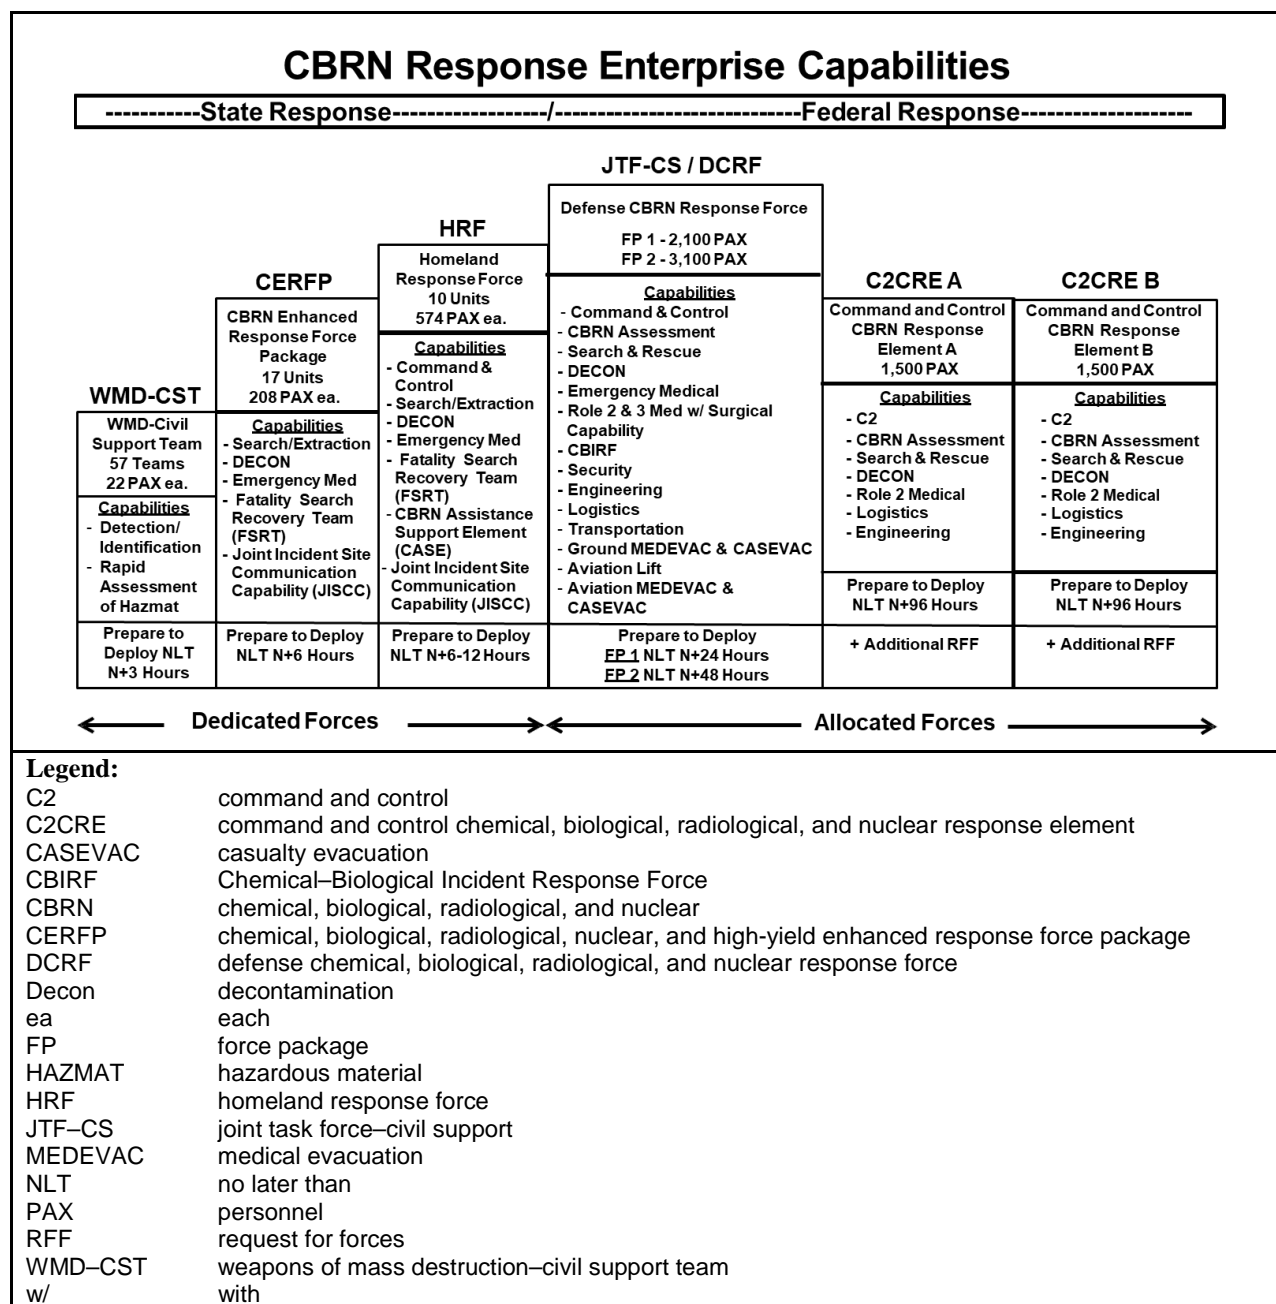 CBRN Response Enterprise Capabilities
-----------State Response------------------/----------------------------Federal Response--------------------
WMD-CST
WMD-Civil
Support Team
57 Teams
22 PAX ea.
Capabilities
- Detection/
Identification
- Rapid
Assessment
of Hazmat
Prepare to
Deploy NLT
N+3 Hours
CERFP
CBRN Enhanced
Response Force
Package
17 Units
208 PAX ea.
Capabilities
- Search/Extraction
- DECON
- Emergency Med
- Fatality Search
Recovery Team
(FSRT)
- Joint Incident Site
Communication
Capability (JISCC)
Prepare to Deploy
NLT N+6 Hours
HRF
Homeland
Response Force
10 Units
574 PAX ea.
Capabilities
- Command &
Control
- Search/Extraction
- DECON
- Emergency Med
- Fatality Search
Recovery Team
(FSRT)
- CBRN Assistance
Support Element
(CASE)
- Joint Incident Site
Communication
Capability (JISCC)
Prepare to Deploy
NLT N+6-12 Hours
JTF-CS / DCRF
Defense CBRN Response Force
FP 1 - 2,100 PAX
FP 2 - 3,100 PAX
Capabilities
- Command & Control
- CBRN Assessment
- Search & Rescue
- DECON
- Emergency Medical
- Role 2 & 3 Med w/ Surgical
Capability
- CBIRF
- Security
- Engineering
- Logistics
- Transportation
- Ground MEDEVAC & CASEVAC
- Aviation Lift
- Aviation MEDEVAC &
CASEVAC
Prepare to Deploy
FP 1 NLT N+24 Hours
FP 2 NLT N+48 Hours
C2CRE A
Command and Control
CBRN Response
Element A
1,500 PAX
Capabilities
- C2
- CBRN Assessment
- Search & Rescue
- DECON
- Role 2 Medical
- Logistics
- Engineering
Prepare to Deploy
NLT N+96 Hours
+ Additional RFF
C2CRE B
Command and Control
CBRN Response
Element B
1,500 PAX
Capabilities
- C2
- CBRN Assessment
- Search & Rescue
- DECON
- Role 2 Medical
- Logistics
- Engineering
Prepare to Deploy
NLT N+96 Hours
+ Additional RFF
Dedicated Forces
Allocated Forces
Legend:
C2 command and control
C2CRE command and control chemical, biological, radiological, and nuclear response element
CASEVAC casualty evacuation
CBIRF Chemical–Biological Incident Response Force
CBRN chemical, biological, radiological, and nuclear
CERFP chemical, biological, radiological, nuclear, and high-yield enhanced response force package
DCRF defense chemical, biological, radiological, and nuclear response force
Decon decontamination
ea each
FP force package
HAZMAT hazardous material
HRF homeland response force
JTF–CS joint task force–civil support
MEDEVAC medical evacuation
NLT no later than
PAX personnel
RFF request for forces
WMD–CST weapons of mass destruction–civil support team
w/ with